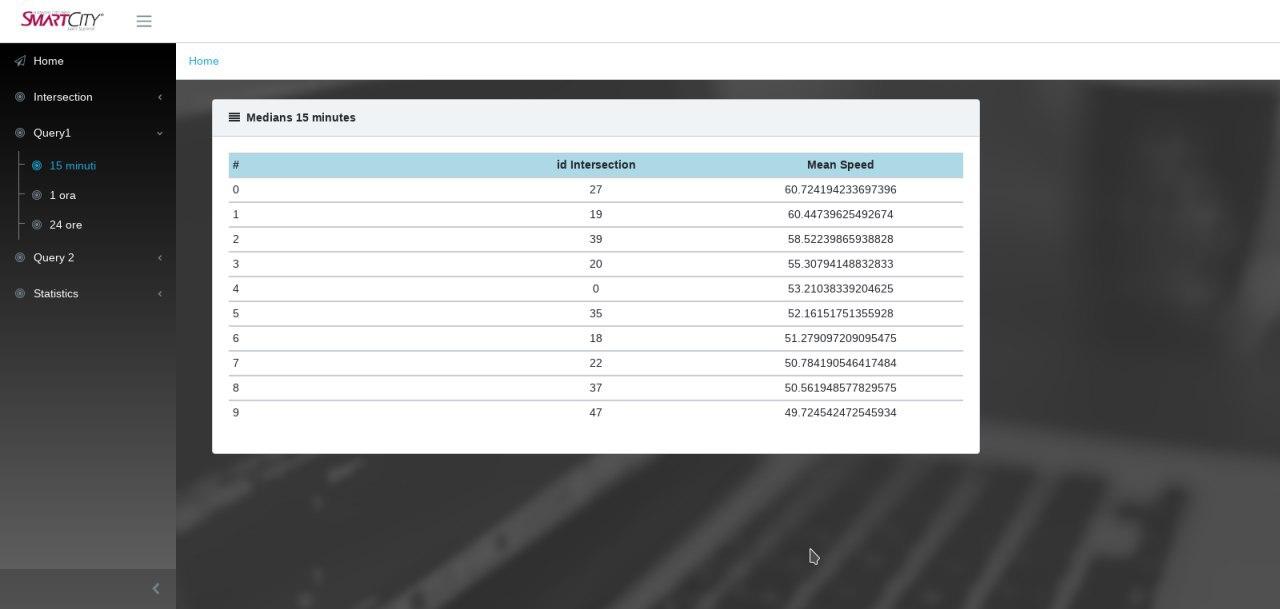 SMARTCITY
Home
Intersection
Query1
15 minuti
1 ora
24 ore
Query 2
Statistics
Home
Medians 15 minutes
# id Intersection Mean Speed
0 27 60.724194233697396
1 19 60.44739625492674
2 39 58.52239865938828
3 20 55.30794148832833
4 0 53.21038339204625
5 35 52.16151751355928
6 18 51.279097209095475
7 22 50.784190546417484
8 37 50.561948577829575
9 47 49.724542472545934